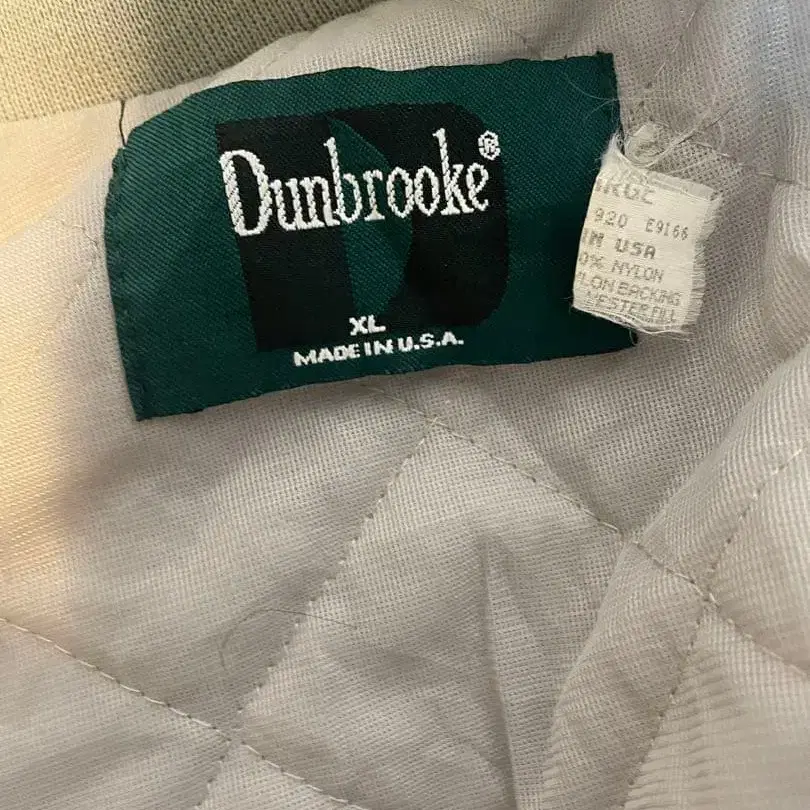 Dunbrooke®
XL
MADE IN U.S.A.
920 E9166
USA
NYLON
BACKING